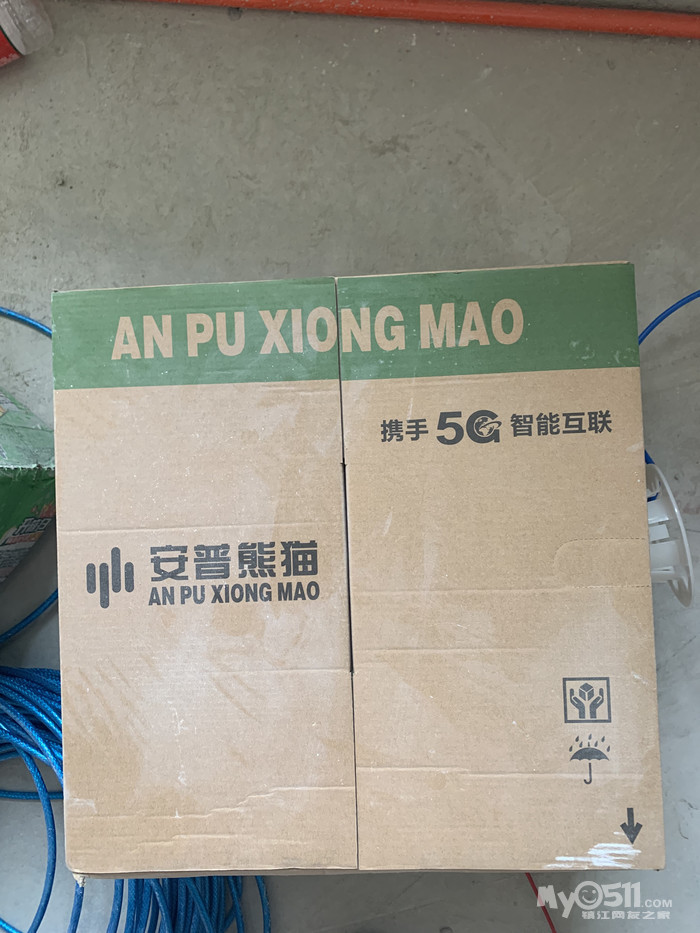 AN PU XIONG MAO
携手 5G 智能互联
安普熊猫
AN PU XIONG MAO
My0511.COM
镇江网友之家